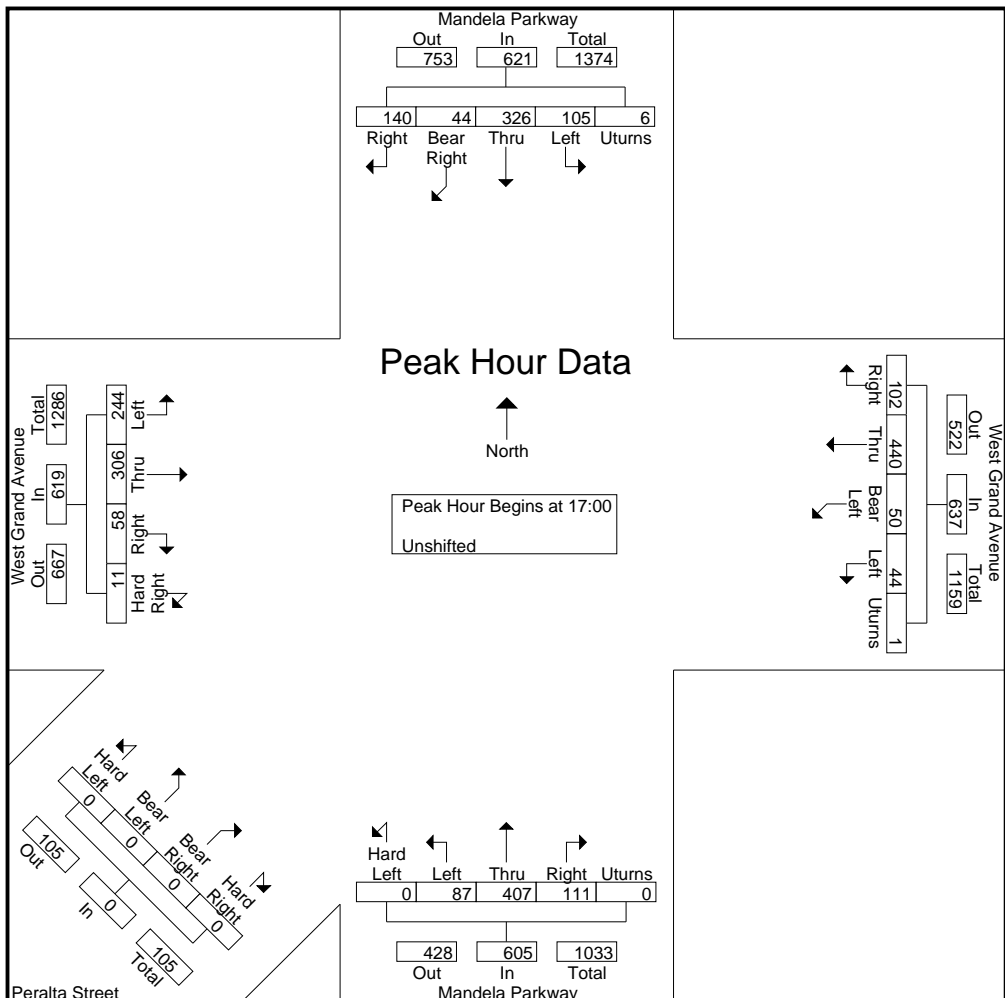 Mandela Parkway
Out In Total
753 621 1374
140 44 326 105 6
Right Bear Right Thru Left Uturns
Peak Hour Data
North
Peak Hour Begins at 17:00
Unshifted
West Grand Avenue
Total In Out
1286 619 667
244 306 58 11
Left Thru Right Hard Right
West Grand Avenue
Out In Total
522 637 1159
102 440 50 44 1
Right Thru Bear Left Left Uturns
Hard Left Bear Left Bear Right Hard Right
0 0 0 0
105 0 105
Out In Total
Peralta Street
Hard Left Left Thru Right Uturns
0 87 407 111 0
428 605 1033
Out In Total
Mandela Parkway